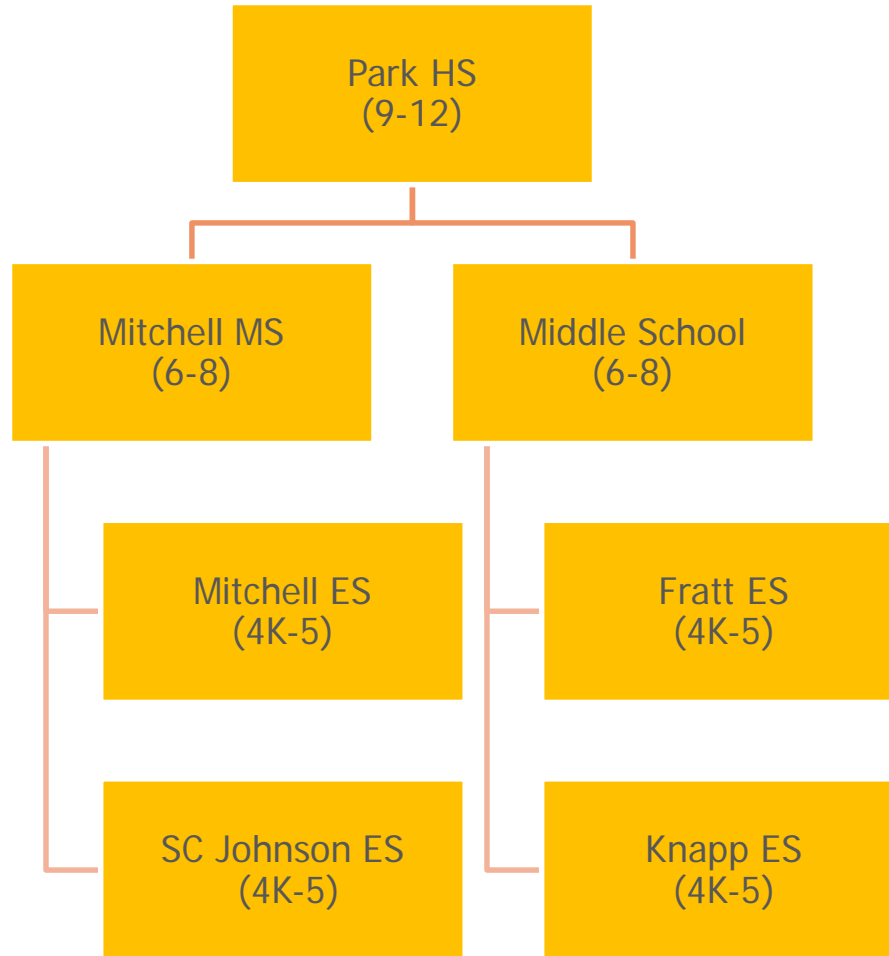 Park HS
(9-12)
Mitchell MS
(6-8)
Middle School
(6-8)
Mitchell ES
(4K-5)
Fratt ES
(4K-5)
SC Johnson ES
(4K-5)
Knapp ES
(4K-5)